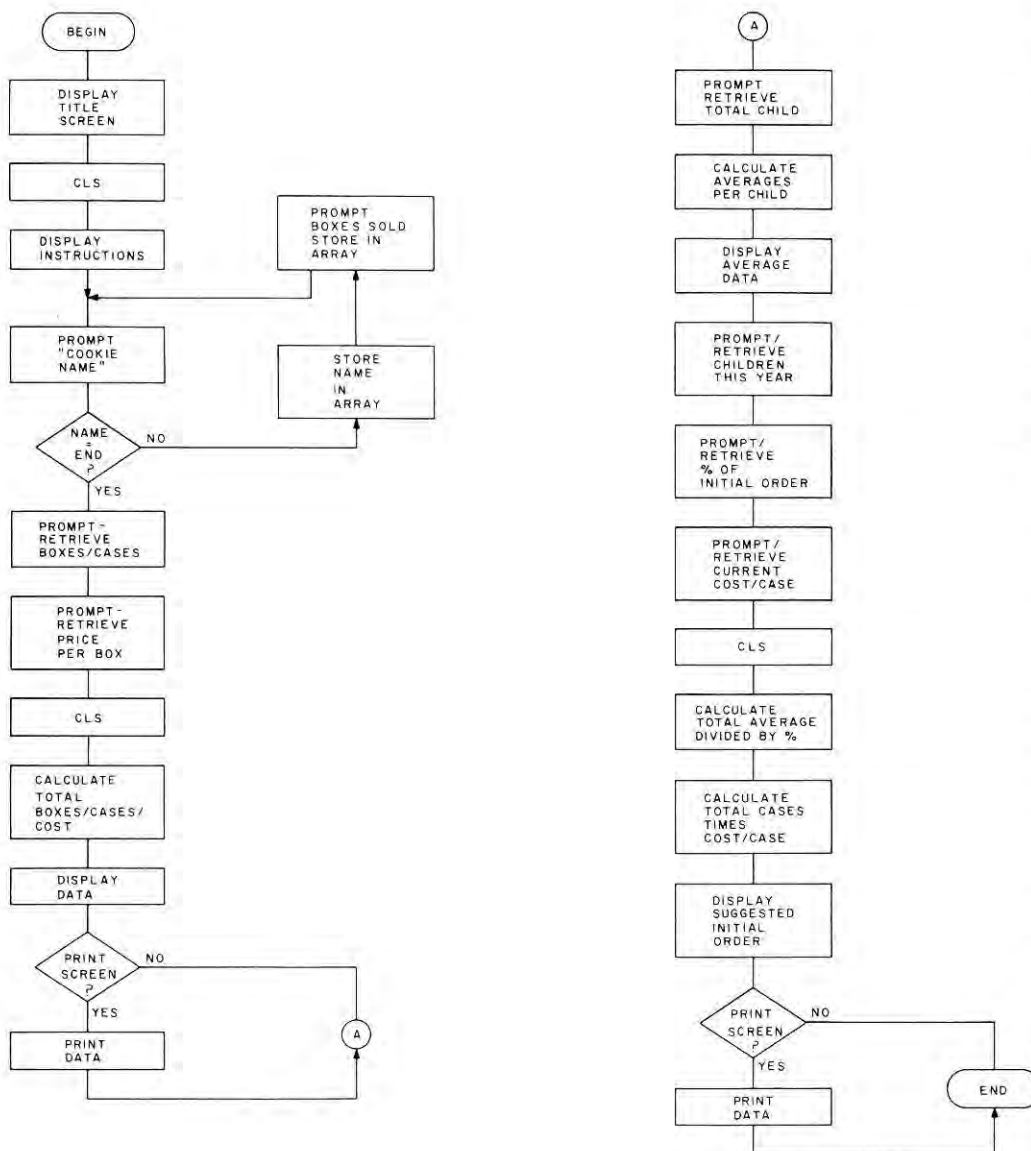 BEGIN
DISPLAY
TITLE
SCREEN
CLS
DISPLAY
INSTRUCTIONS
PROMPT
BOXES SOLD
STORE IN
ARRAY
PROMPT
"COOKIE
NAME"
STORE
NAME
IN
ARRAY
NAME
=
END
?
NO
YES
PROMPT-
RETRIEVE
BOXES/CASES
PROMPT-
RETRIEVE
PRICE
PER BOX
CLS
CALCULATE
TOTAL
BOXES/CASES/
COST
DISPLAY
DATA
PRINT
SCREEN
?
NO
YES
PRINT
DATA
A
A
PROMPT
RETRIEVE
TOTAL CHILD
CALCULATE
AVERAGES
PER CHILD
DISPLAY
AVERAGE
DATA
PROMPT/
RETRIEVE
CHILDREN
THIS YEAR
PROMPT/
RETRIEVE
% OF
INITIAL ORDER
PROMPT/
RETRIEVE
CURRENT
COST/CASE
CLS
CALCULATE
TOTAL AVERAGE
DIVIDED BY %
CALCULATE
TOTAL CASES
TIMES
COST/CASE
DISPLAY
SUGGESTED
INITIAL
ORDER
PRINT
SCREEN
?
NO
YES
PRINT
DATA
END